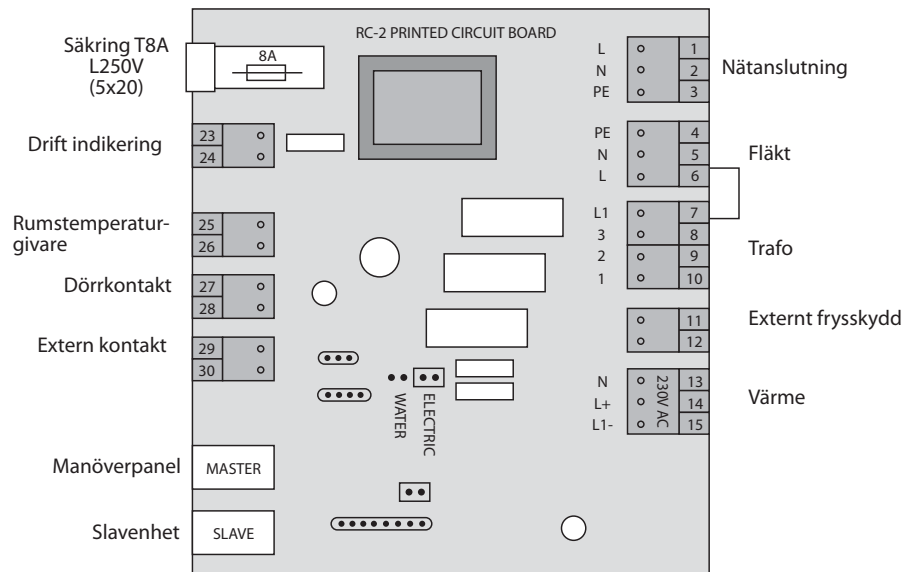 RC-2 PRINTED CIRCUIT BOARD
Säkring T8A
L250V
(5x20)
8A
Drift indikering
23
24
Rumstemperatur-
givare
25
26
Dörrkontakt
27
28
Extern kontakt
29
30
Manöverpanel
MASTER
Slavenhet
SLAVE
WATER
ELECTRIC
L 1
N 2
PE 3
Nätanslutning
PE 4
N 5
L 6
Fläkt
L1 7
3 8
2 9
1 10
Trafo
11
12
Externt frysskydd
N 13
L+ 14
L1- 15
230V AC
Värme